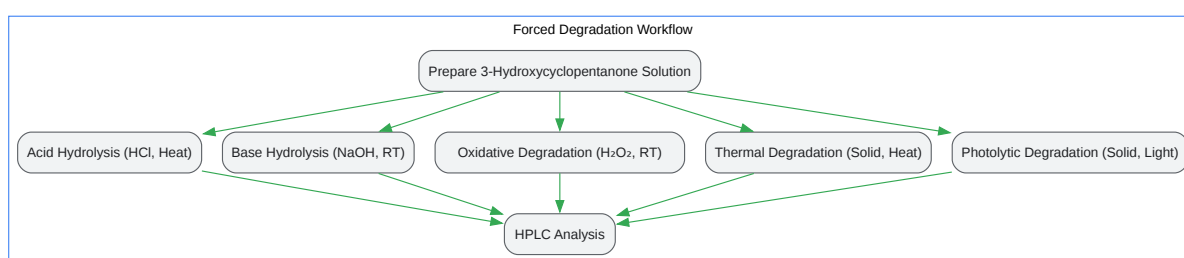 Forced Degradation Workflow
Prepare 3-Hydroxycyclopentanone Solution
Acid Hydrolysis (HCl, Heat)
Base Hydrolysis (NaOH, RT)
Oxidative Degradation (H₂O₂, RT)
Thermal Degradation (Solid, Heat)
Photolytic Degradation (Solid, Light)
HPLC Analysis